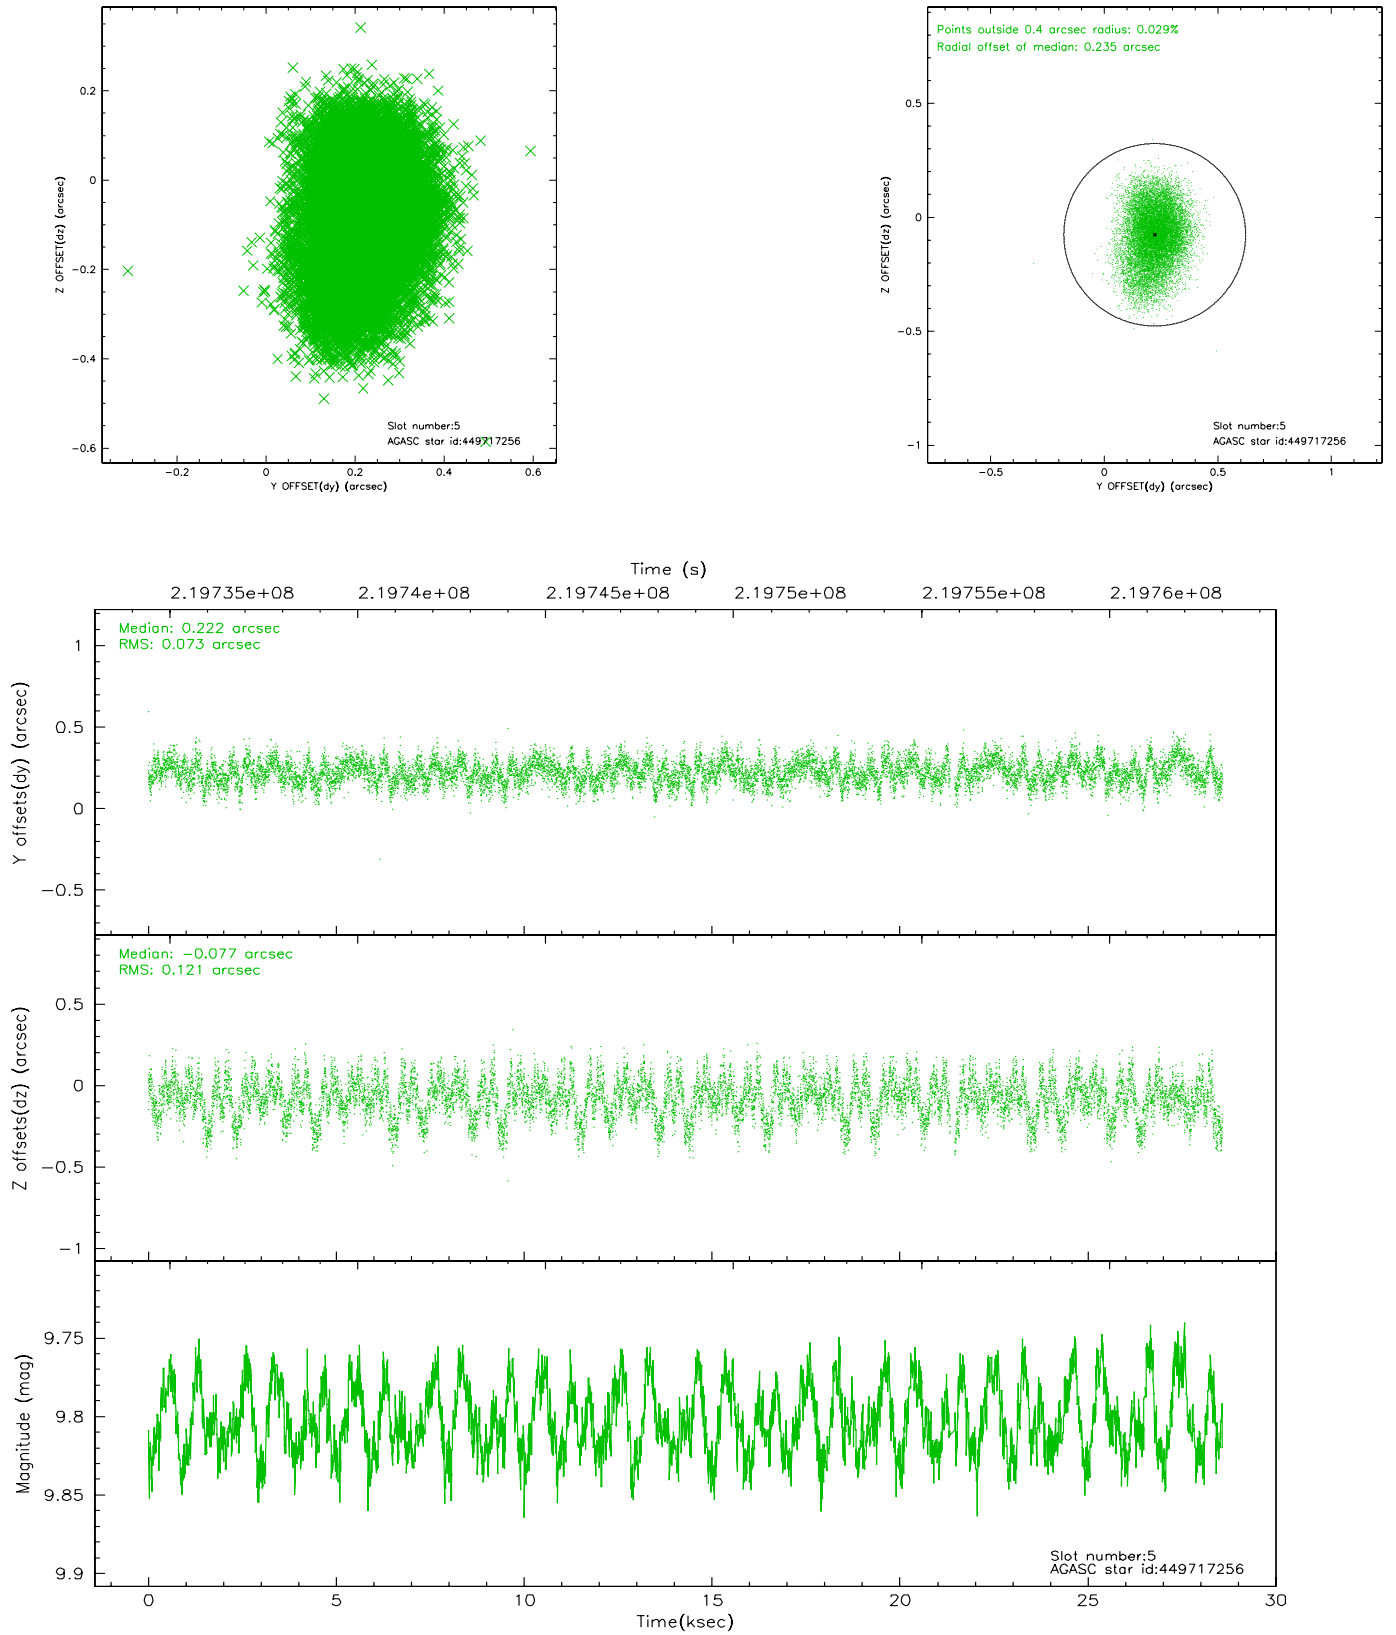 0.2
0
−0.2
−0.4
−0.6
Z OFFSET(dz) (arcsec)
Slot number:5
AGASC star id:449717256
−0.2 0 0.2 0.4 0.6
Y OFFSET(dy) (arcsec)
Points outside 0.4 arcsec radius: 0.029%
Radial offset of median: 0.235 arcsec
0.5
0
−0.5
−1
Z OFFSET(dz) (arcsec)
Slot number:5
AGASC star id:449717256
−0.5 0 0.5 1
Y OFFSET(dy) (arcsec)
Time (s)
2.19735e+08 2.1974e+08 2.19745e+08 2.1975e+08 2.19755e+08 2.1976e+08
Median: 0.222 arcsec
RMS: 0.073 arcsec
1
0.5
0
−0.5
Y offsets(dy) (arcsec)
Median: −0.077 arcsec
RMS: 0.121 arcsec
0.5
0
−0.5
−1
Z offsets(dz) (arcsec)
9.75
9.8
9.85
9.9
Magnitude (mag)
Slot number:5
AGASC star id:449717256
0 5 10 15 20 25 30
Time(ksec)